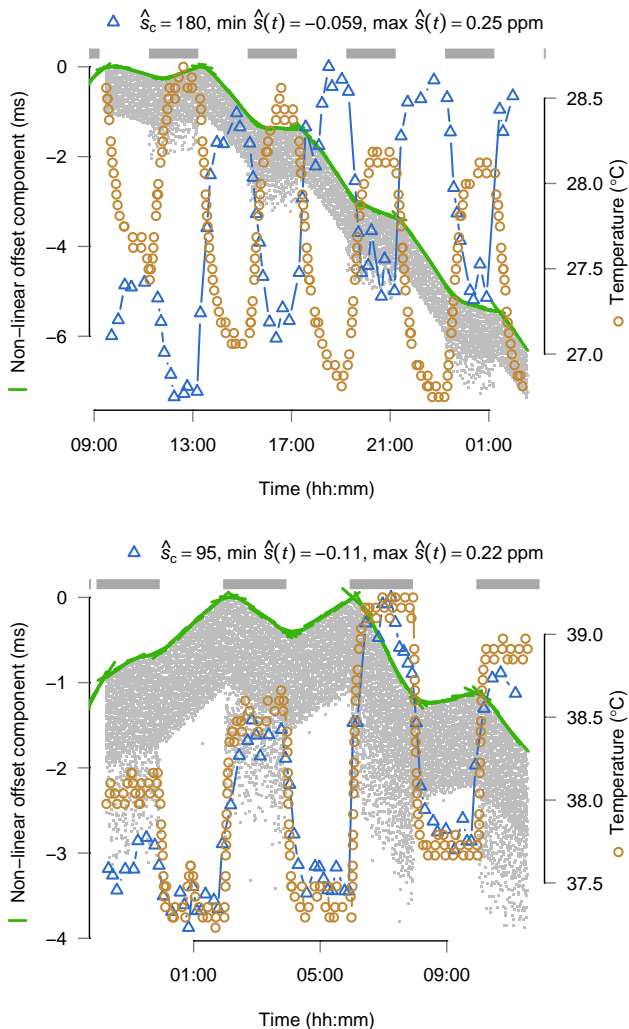 △ ŝc = 180, min ŝ(t) = −0.059, max ŝ(t) = 0.25 ppm
0
−2
−4
−6
Non−linear offset component (ms)
28.5
28.0
27.5
27.0
Temperature (°C)
09:00 13:00 17:00 21:00 01:00
Time (hh:mm)
△ ŝc = 95, min ŝ(t) = −0.11, max ŝ(t) = 0.22 ppm
0
−1
−2
−3
−4
Non−linear offset component (ms)
39.0
38.5
38.0
37.5
Temperature (°C)
01:00 05:00 09:00
Time (hh:mm)